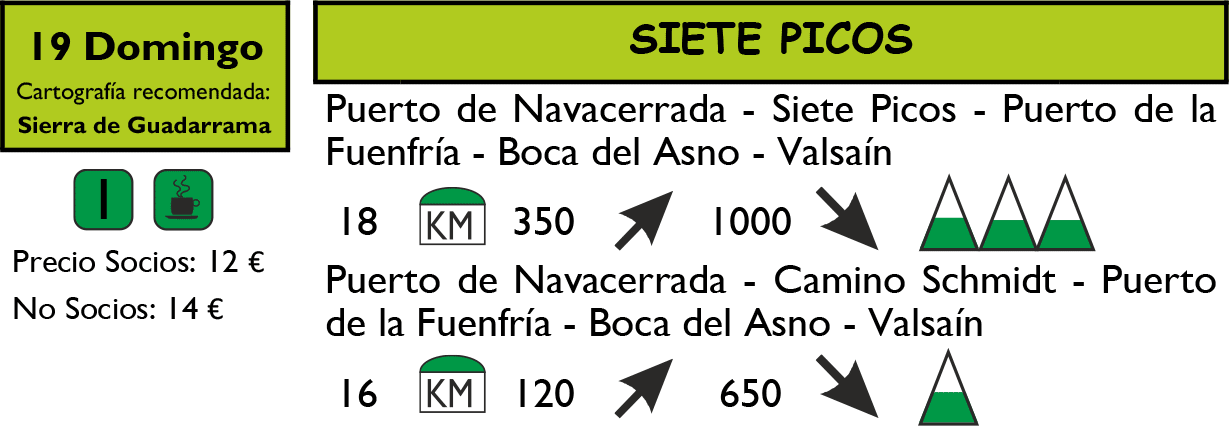 19 Domingo
Cartografía recomendada:
Sierra de Guadarrama
1
Precio Socios: 12 €
No Socios: 14 €
SIETE PICOS
Puerto de Navacerrada - Siete Picos - Puerto de la
Fuenfría - Boca del Asno - Valsaín
18 KM 350 1000
Puerto de Navacerrada - Camino Schmidt - Puerto
de la Fuenfría - Boca del Asno - Valsaín
16 KM 120 650